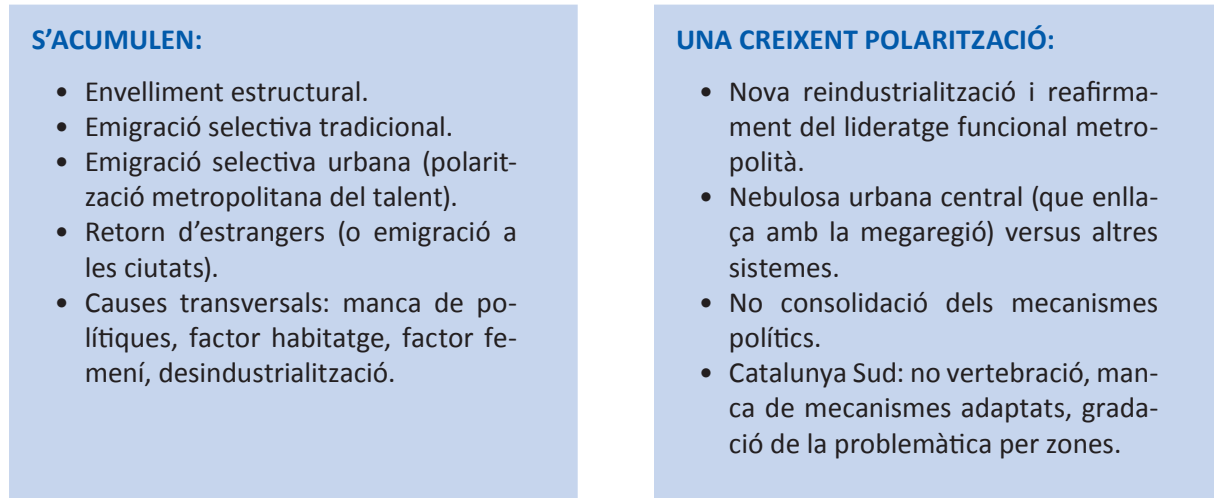 S’ACUMULEN:
• Envelliment estructural.
• Emigració selectiva tradicional.
• Emigració selectiva urbana (polarit-
zació metropolitana del talent).
• Retorn d’estrangers (o emigració a
les ciutats).
• Causes transversals: manca de po-
lítiques, factor habitatge, factor fe-
mení, desindustrialització.
UNA CREIXENT POLARITZACIÓ:
• Nova reindustrialització i reafirma-
ment del lideratge funcional metro-
polità.
• Nebulosa urbana central (que enlla-
ça amb la megaregió) versus altres
sistemes.
• No consolidació dels mecanismes
polítics.
• Catalunya Sud: no vertebració, man-
ca de mecanismes adaptats, grada-
ció de la problemàtica per zones.